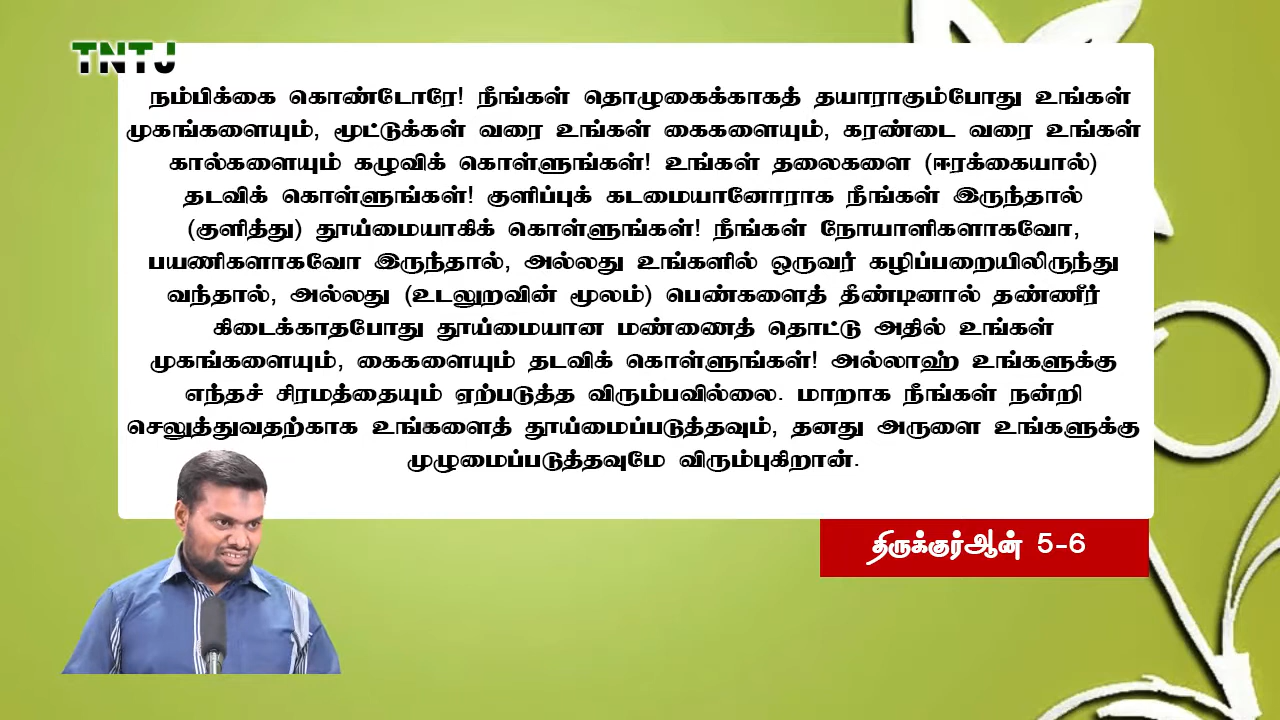 TNTJ
நம்பிக்கை கொண்டோரே! நீங்கள் தொழுகைக்காகத் தயாராகும்போது உங்கள்
முகங்களையும், மூட்டுக்கள் வரை உங்கள் கைகளையும், கரண்டை வரை உங்கள்
கால்களையும் கழுவிக் கொள்ளுங்கள்! உங்கள் தலைகளை (ஈரக்கையால்)
தடவிக் கொள்ளுங்கள்! குளிப்புக் கடமையானோராக நீங்கள் இருந்தால்
(குளித்து) தூய்மையாகிக் கொள்ளுங்கள்! நீங்கள் நோயாளிகளாகவோ,
பயணிகளாகவோ இருந்தால், அல்லது உங்களில் ஒருவர் கழிப்பறையிலிருந்து
வந்தால், அல்லது (உடலுறவின் மூலம்) பெண்களைத் தீண்டினால் தண்ணீர்
கிடைக்காதபோது தூய்மையான மண்ணைத் தொட்டு அதில் உங்கள்
முகங்களையும், கைகளையும் தடவிக் கொள்ளுங்கள்! அல்லாஹ் உங்களுக்கு
எந்தச் சிரமத்தையும் ஏற்படுத்த விரும்பவில்லை. மாறாக நீங்கள் நன்றி
செலுத்துவதற்காக உங்களைத் தூய்மைப்படுத்தவும், தனது அருளை உங்களுக்கு
முழுமைப்படுத்தவுமே விரும்புகிறான்.
திருக்குர்ஆன் 5-6